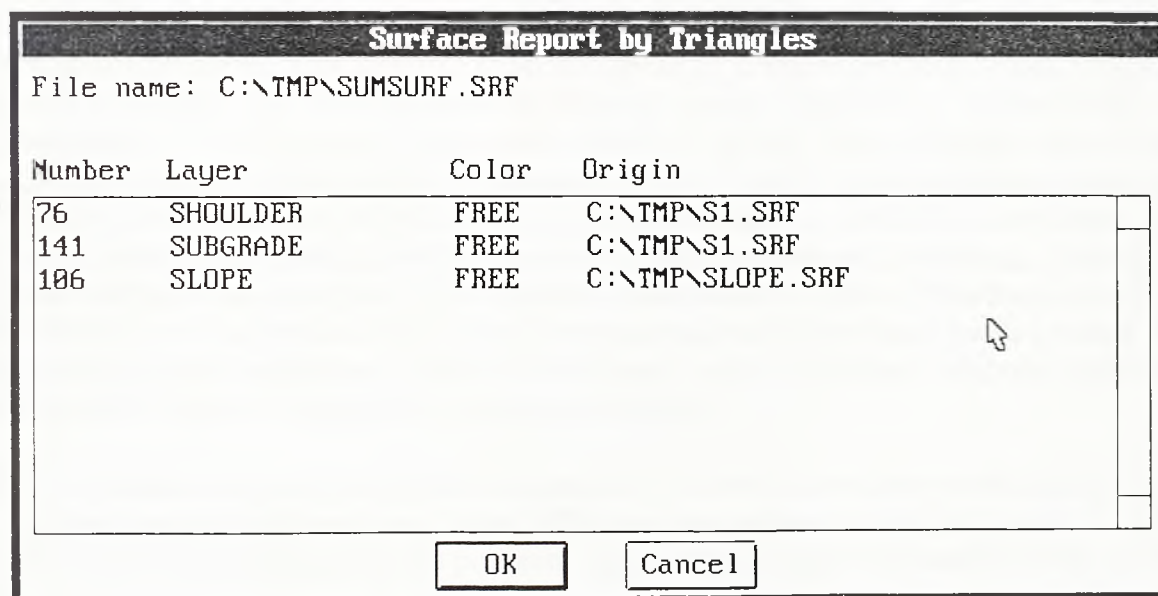 Surface Report by Triangles
File name: C:\TMP\SUMSURF.SRF
Number Layer Color Origin
76 SHOULDER FREE C:\TMP\S1.SRF
141 SUBGRADE FREE C:\TMP\S1.SRF
106 SLOPE FREE C:\TMP\SLOPE.SRF
OK Cancel